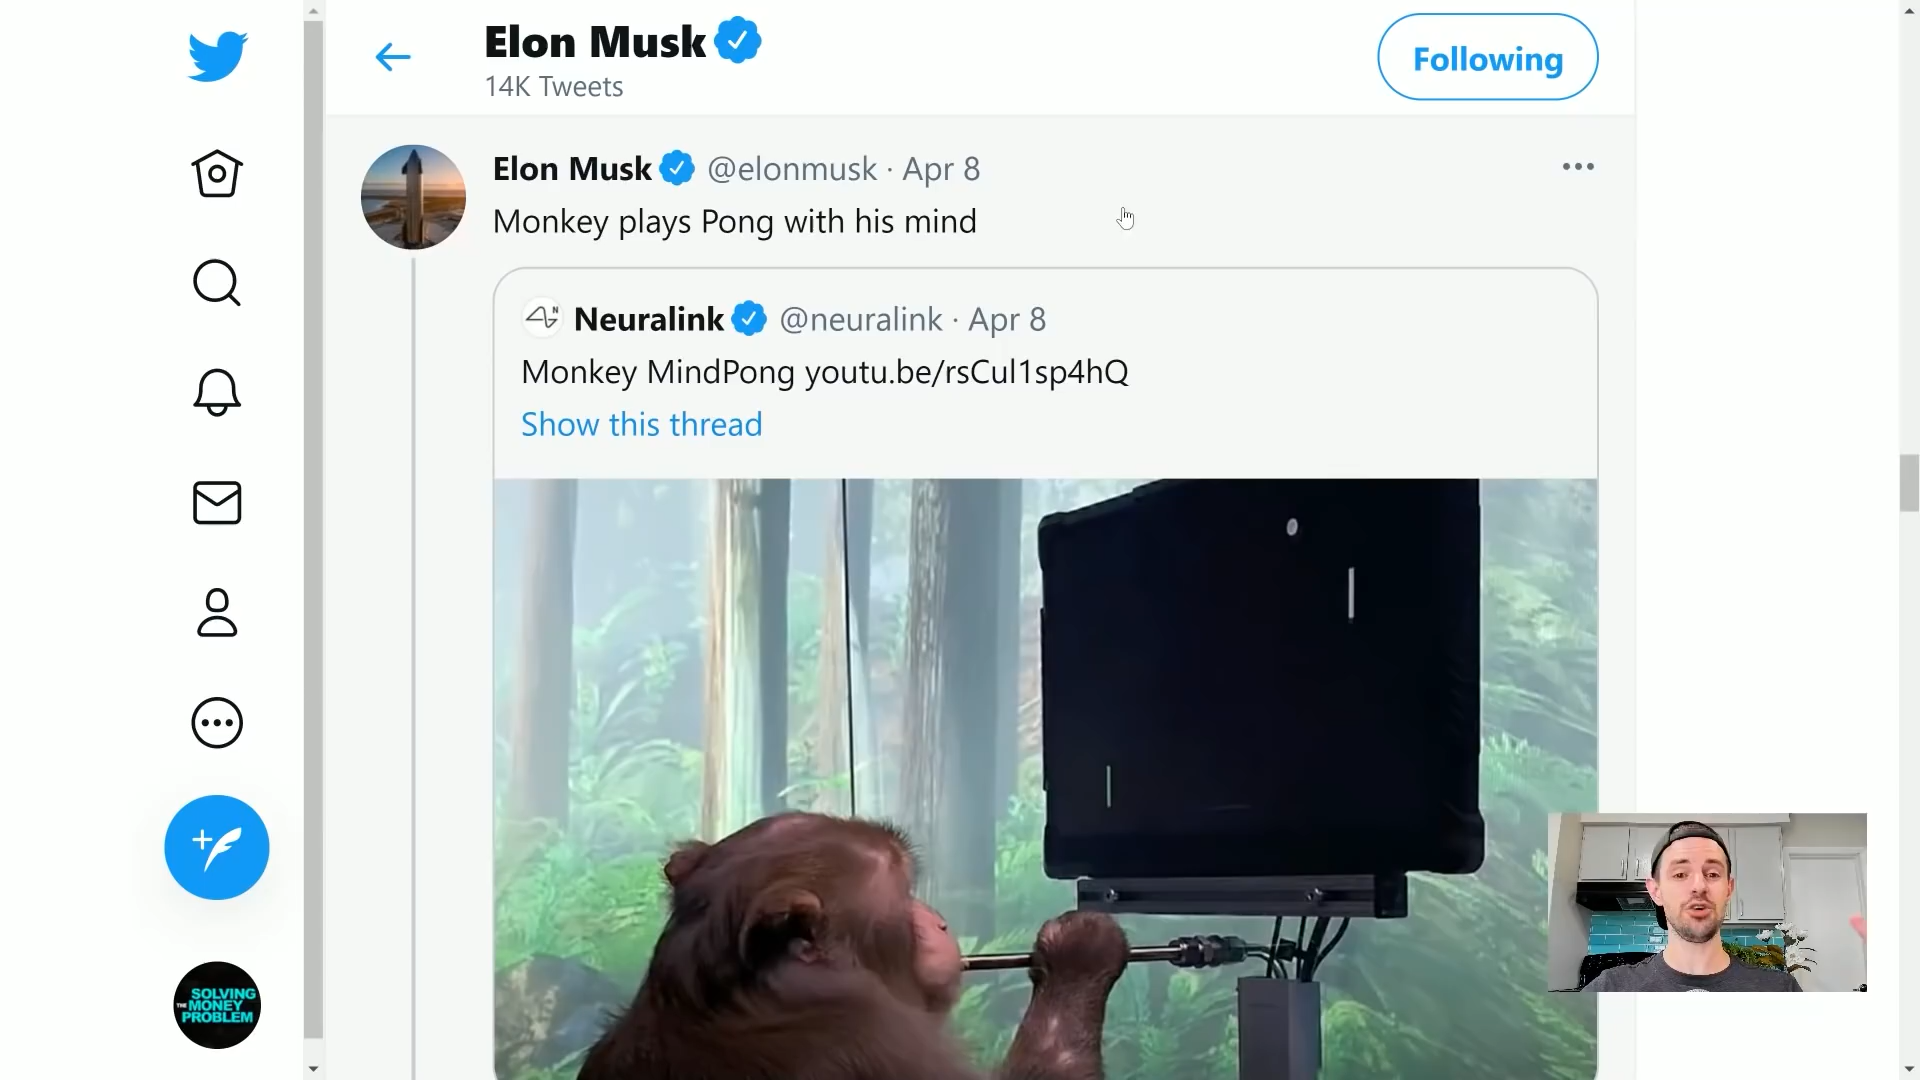 Elon Musk
14K Tweets
Following
Elon Musk @elonmusk · Apr 8
Monkey plays Pong with his mind
Neuralink @neuralink · Apr 8
Monkey MindPong youtu.be/rsCul1sp4hQ
Show this thread
SOLVING
THE MONEY
PROBLEM